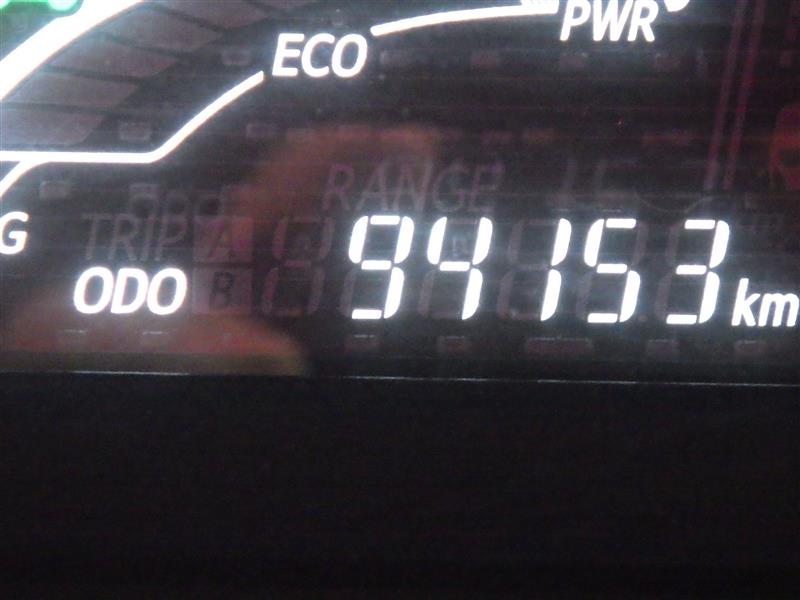 PWR
ECO
RANGE
G
TRIP A
ODO B 94153 km